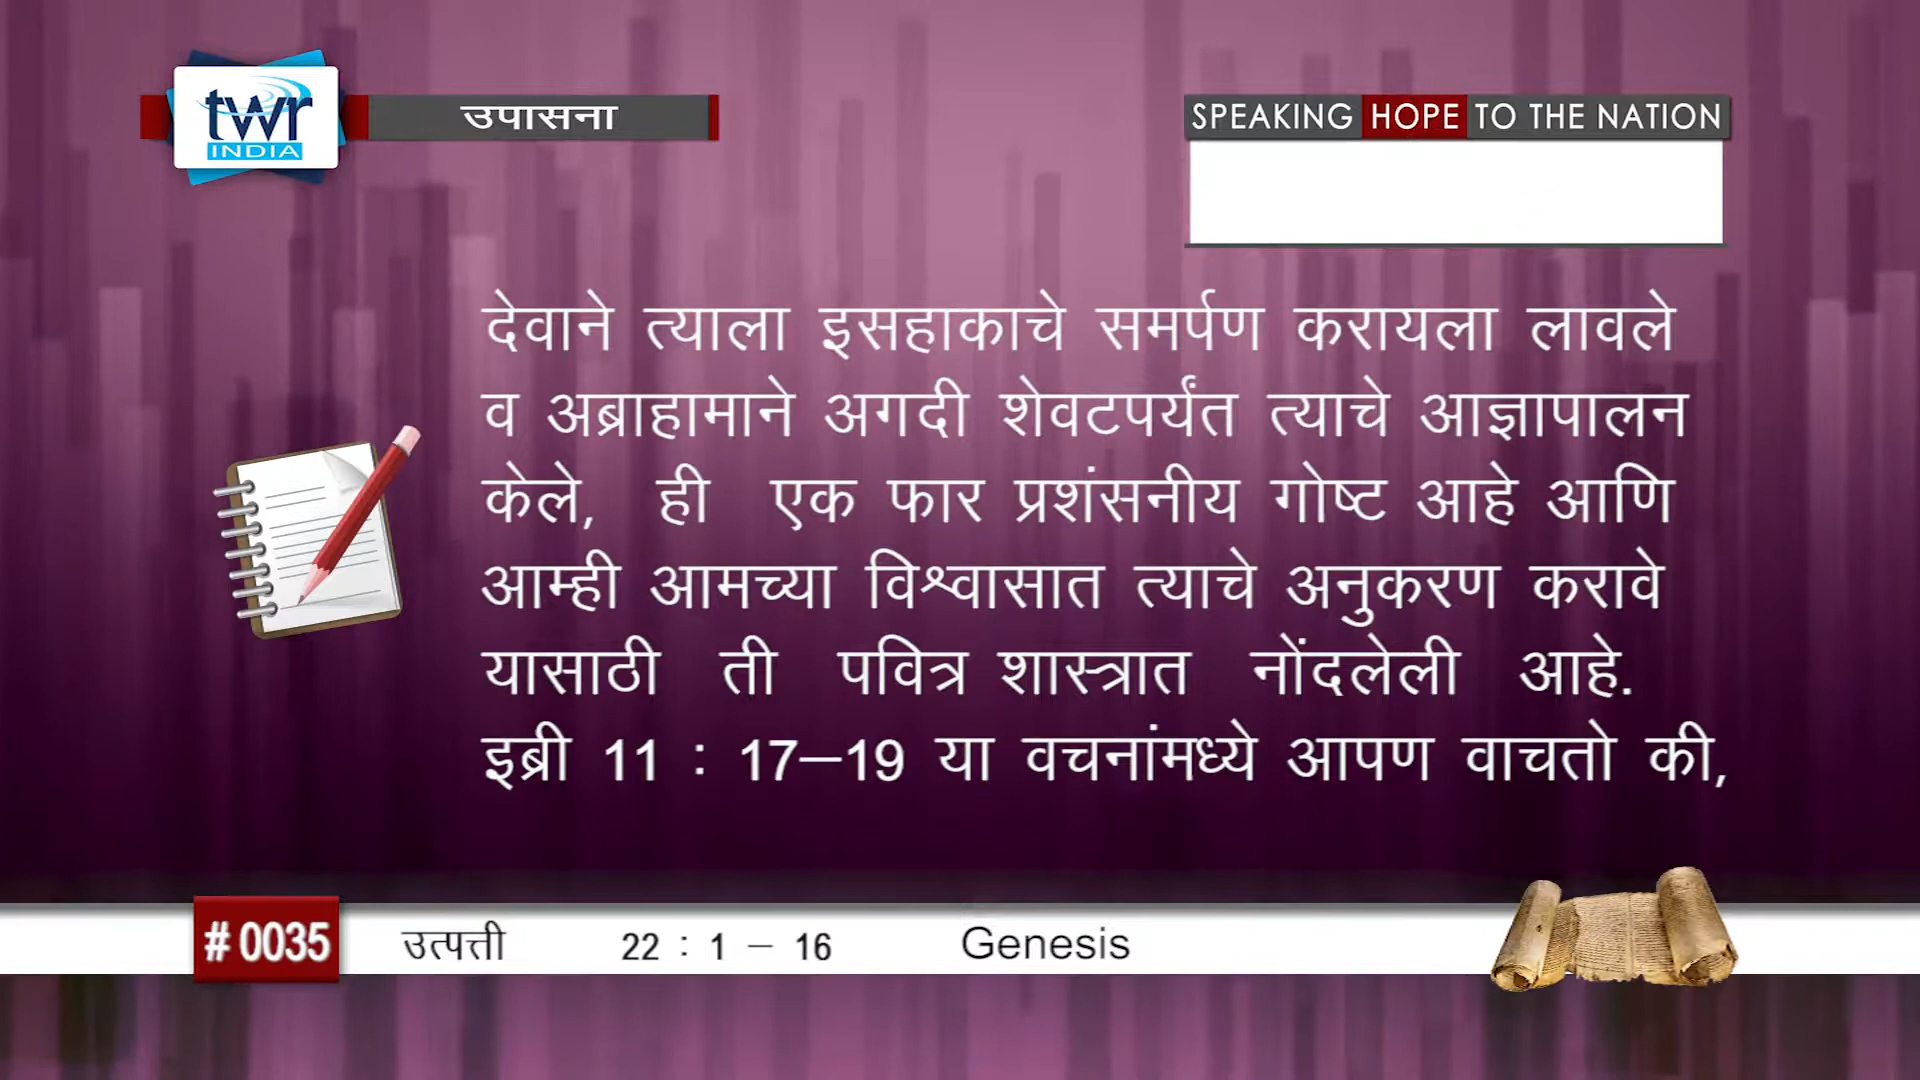 twr
INDIA
उपासना
SPEAKING HOPE TO THE NATION
देवाने त्याला इसहाकाचे समर्पण करायला लावले
व अब्राहामाने अगदी शेवटपर्यंत त्याचे आज्ञापालन
केले, ही एक फार प्रशंसनीय गोष्ट आहे आणि
आम्ही आमच्या विश्वासात त्याचे अनुकरण करावे
यासाठी ती पवित्र शास्त्रात नोंदलेली आहे.
इब्री 11 : 17–19 या वचनांमध्ये आपण वाचतो की,
# 0035 उत्पत्ती 22 : 1 – 16 Genesis